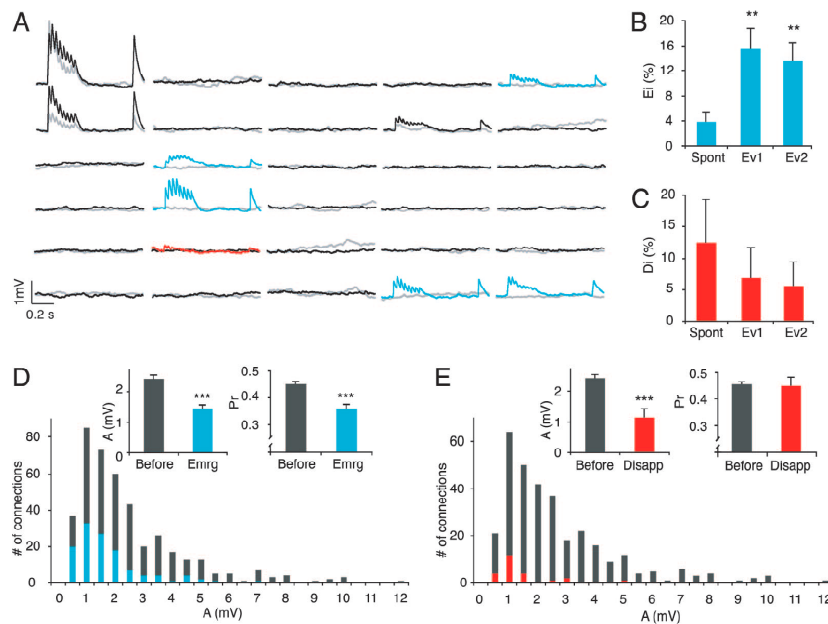 A
1mV
0.2 s
B
Ei (%)
20
16
12
8
4
0
**
**
Spont Ev1 Ev2
C
Di (%)
20
15
10
5
0
Spont Ev1 Ev2
D
# of connections
80
60
40
20
0
0 1 2 3 4 5 6 7 8 9 10 11 12
A (mV)
A (mV)
2
1
0
***
Before Emrg
Pr
0.5
0.4
0.3
***
Before Emrg
E
# of connections
60
40
20
0
0 1 2 3 4 5 6 7 8 9 10 11 12
A (mV)
A (mV)
2
1
0
***
Before Disapp
Pr
0.5
0.4
0.3
Before Disapp